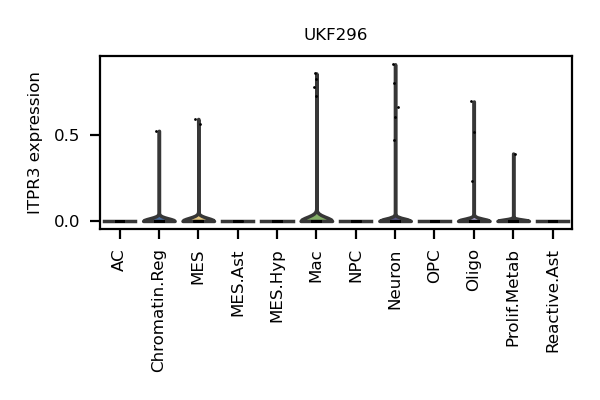 UKF296
ITPR3 expression
0.5
0.0
AC
Chromatin.Reg
MES
MES.Ast
MES.Hyp
Mac
NPC
Neuron
OPC
Oligo
Prolif.Metab
Reactive.Ast